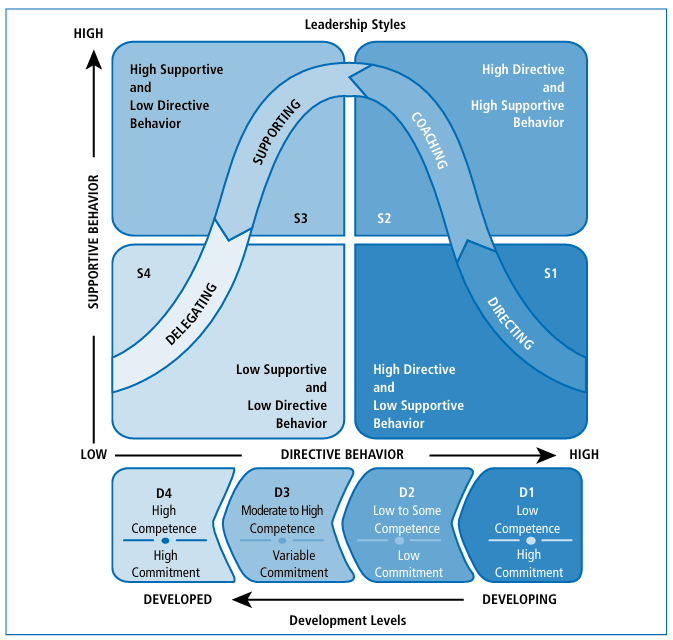 Leadership Styles
HIGH
SUPPORTIVE BEHAVIOR
High Supportive
and
Low Directive
Behavior
SUPPORTING
S3
High Directive
and
High Supportive
Behavior
COACHING
S2
S4
DELEGATING
Low Supportive
and
Low Directive
Behavior
S1
DIRECTING
High Directive
and
Low Supportive
Behavior
LOW
DIRECTIVE BEHAVIOR
HIGH
D4
High
Competence
High
Commitment
D3
Moderate to High
Competence
Variable
Commitment
D2
Low to Some
Competence
Low
Commitment
D1
Low
Competence
High
Commitment
DEVELOPED
DEVELOPING
Development Levels